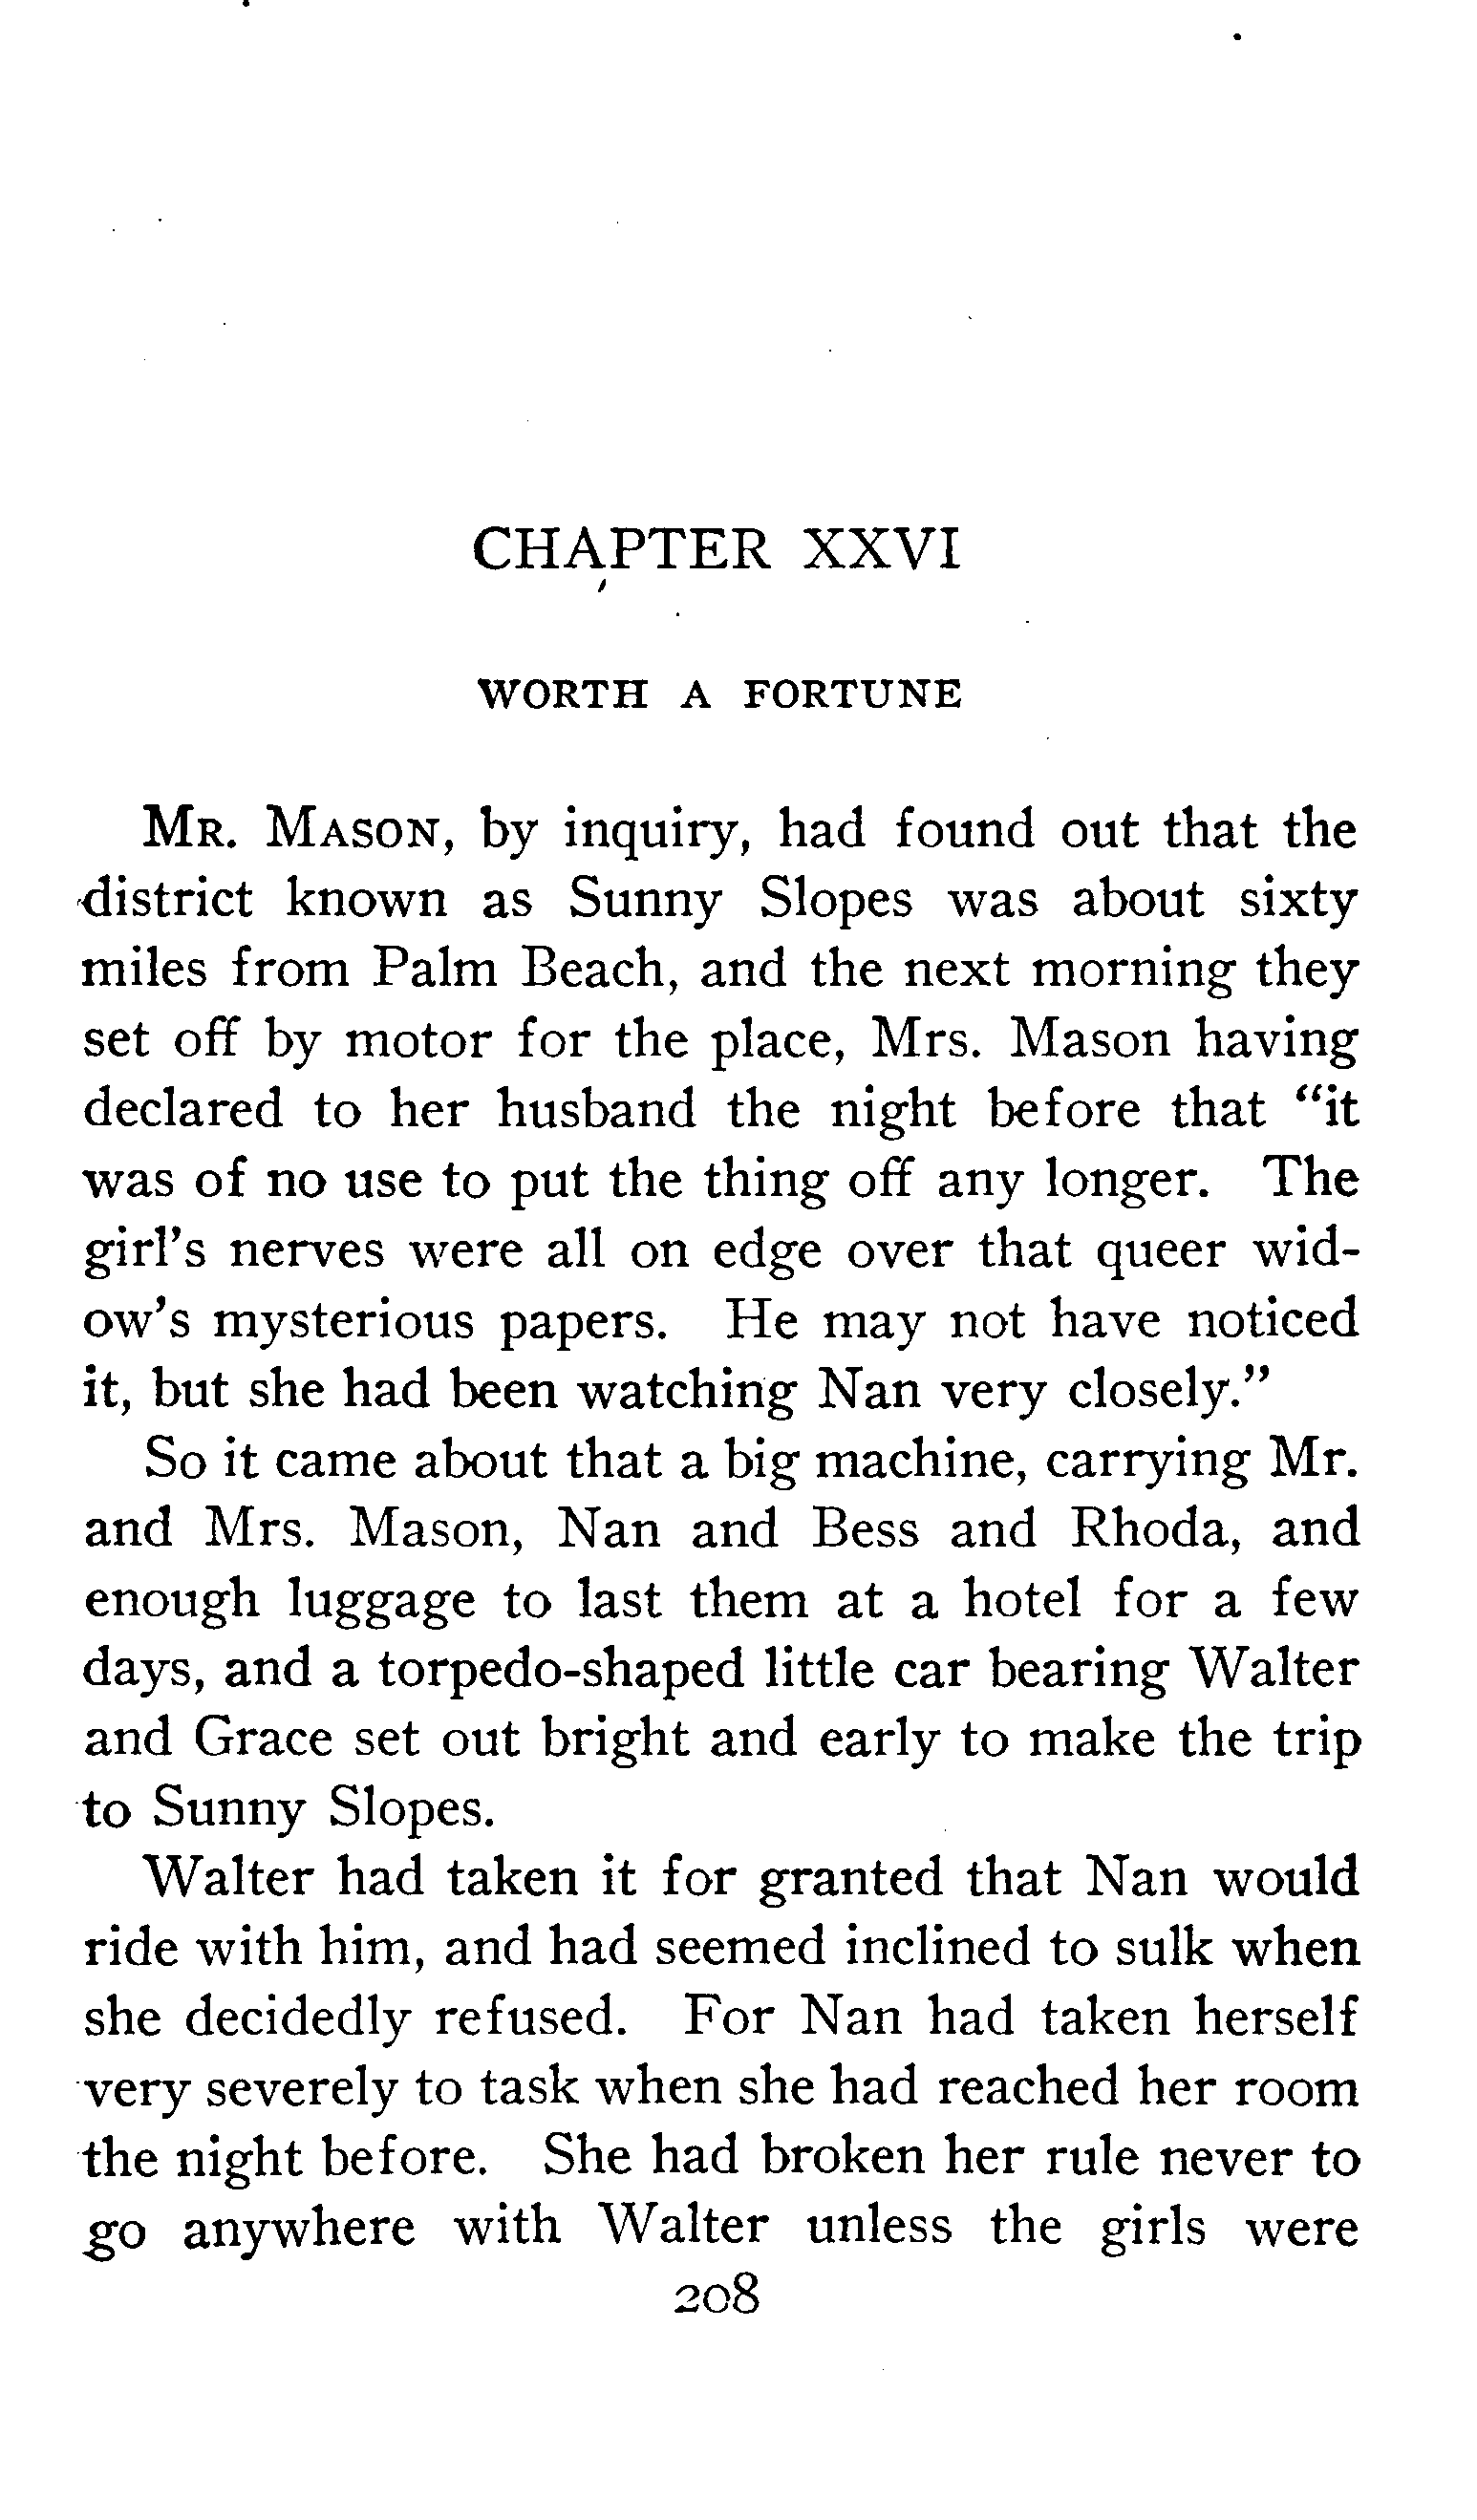 CHAPTER XXVI
WORTH A FORTUNE
MR. MASON, by inquiry, had found out that the
district known as Sunny Slopes was about sixty
miles from Palm Beach, and the next morning they
set off by motor for the place, Mrs. Mason having
declared to her husband the night before that "it
was of no use to put the thing off any longer. The
girl's nerves were all on edge over that queer wid-
ow's mysterious papers. He may not have noticed
it, but she had been watching Nan very closely."
So it came about that a big machine, carrying Mr.
and Mrs. Mason, Nan and Bess and Rhoda, and
enough luggage to last them at a hotel for a few
days, and a torpedo-shaped little car bearing Walter
and Grace set out bright and early to make the trip
to Sunny Slopes.
Walter had taken it for granted that Nan would
ride with him, and had seemed inclined to sulk when
she decidedly refused. For Nan had taken herself
very severely to task when she had reached her room
the night before. She had broken her rule never to
go anywhere with Walter unless the girls were
208